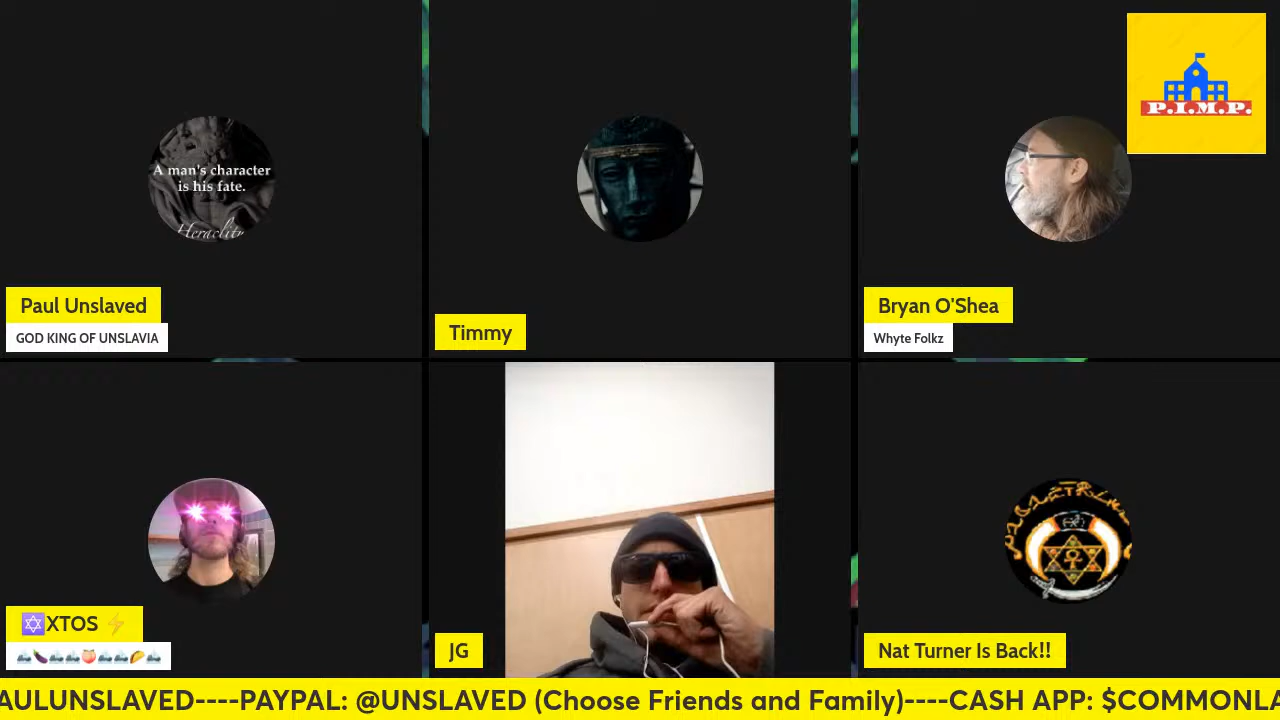 A man's character
is his fate.
Paul Unslaved
GOD KING OF UNSLAVIA
Timmy
P.I.M.P.
Bryan O'Shea
Whyte Folkz
XTOS
JG
Nat Turner Is Back!!
AULUNSLAVED----PAYPAL: @UNSLAVED (Choose Friends and Family)----CASH APP: $COMMONLA